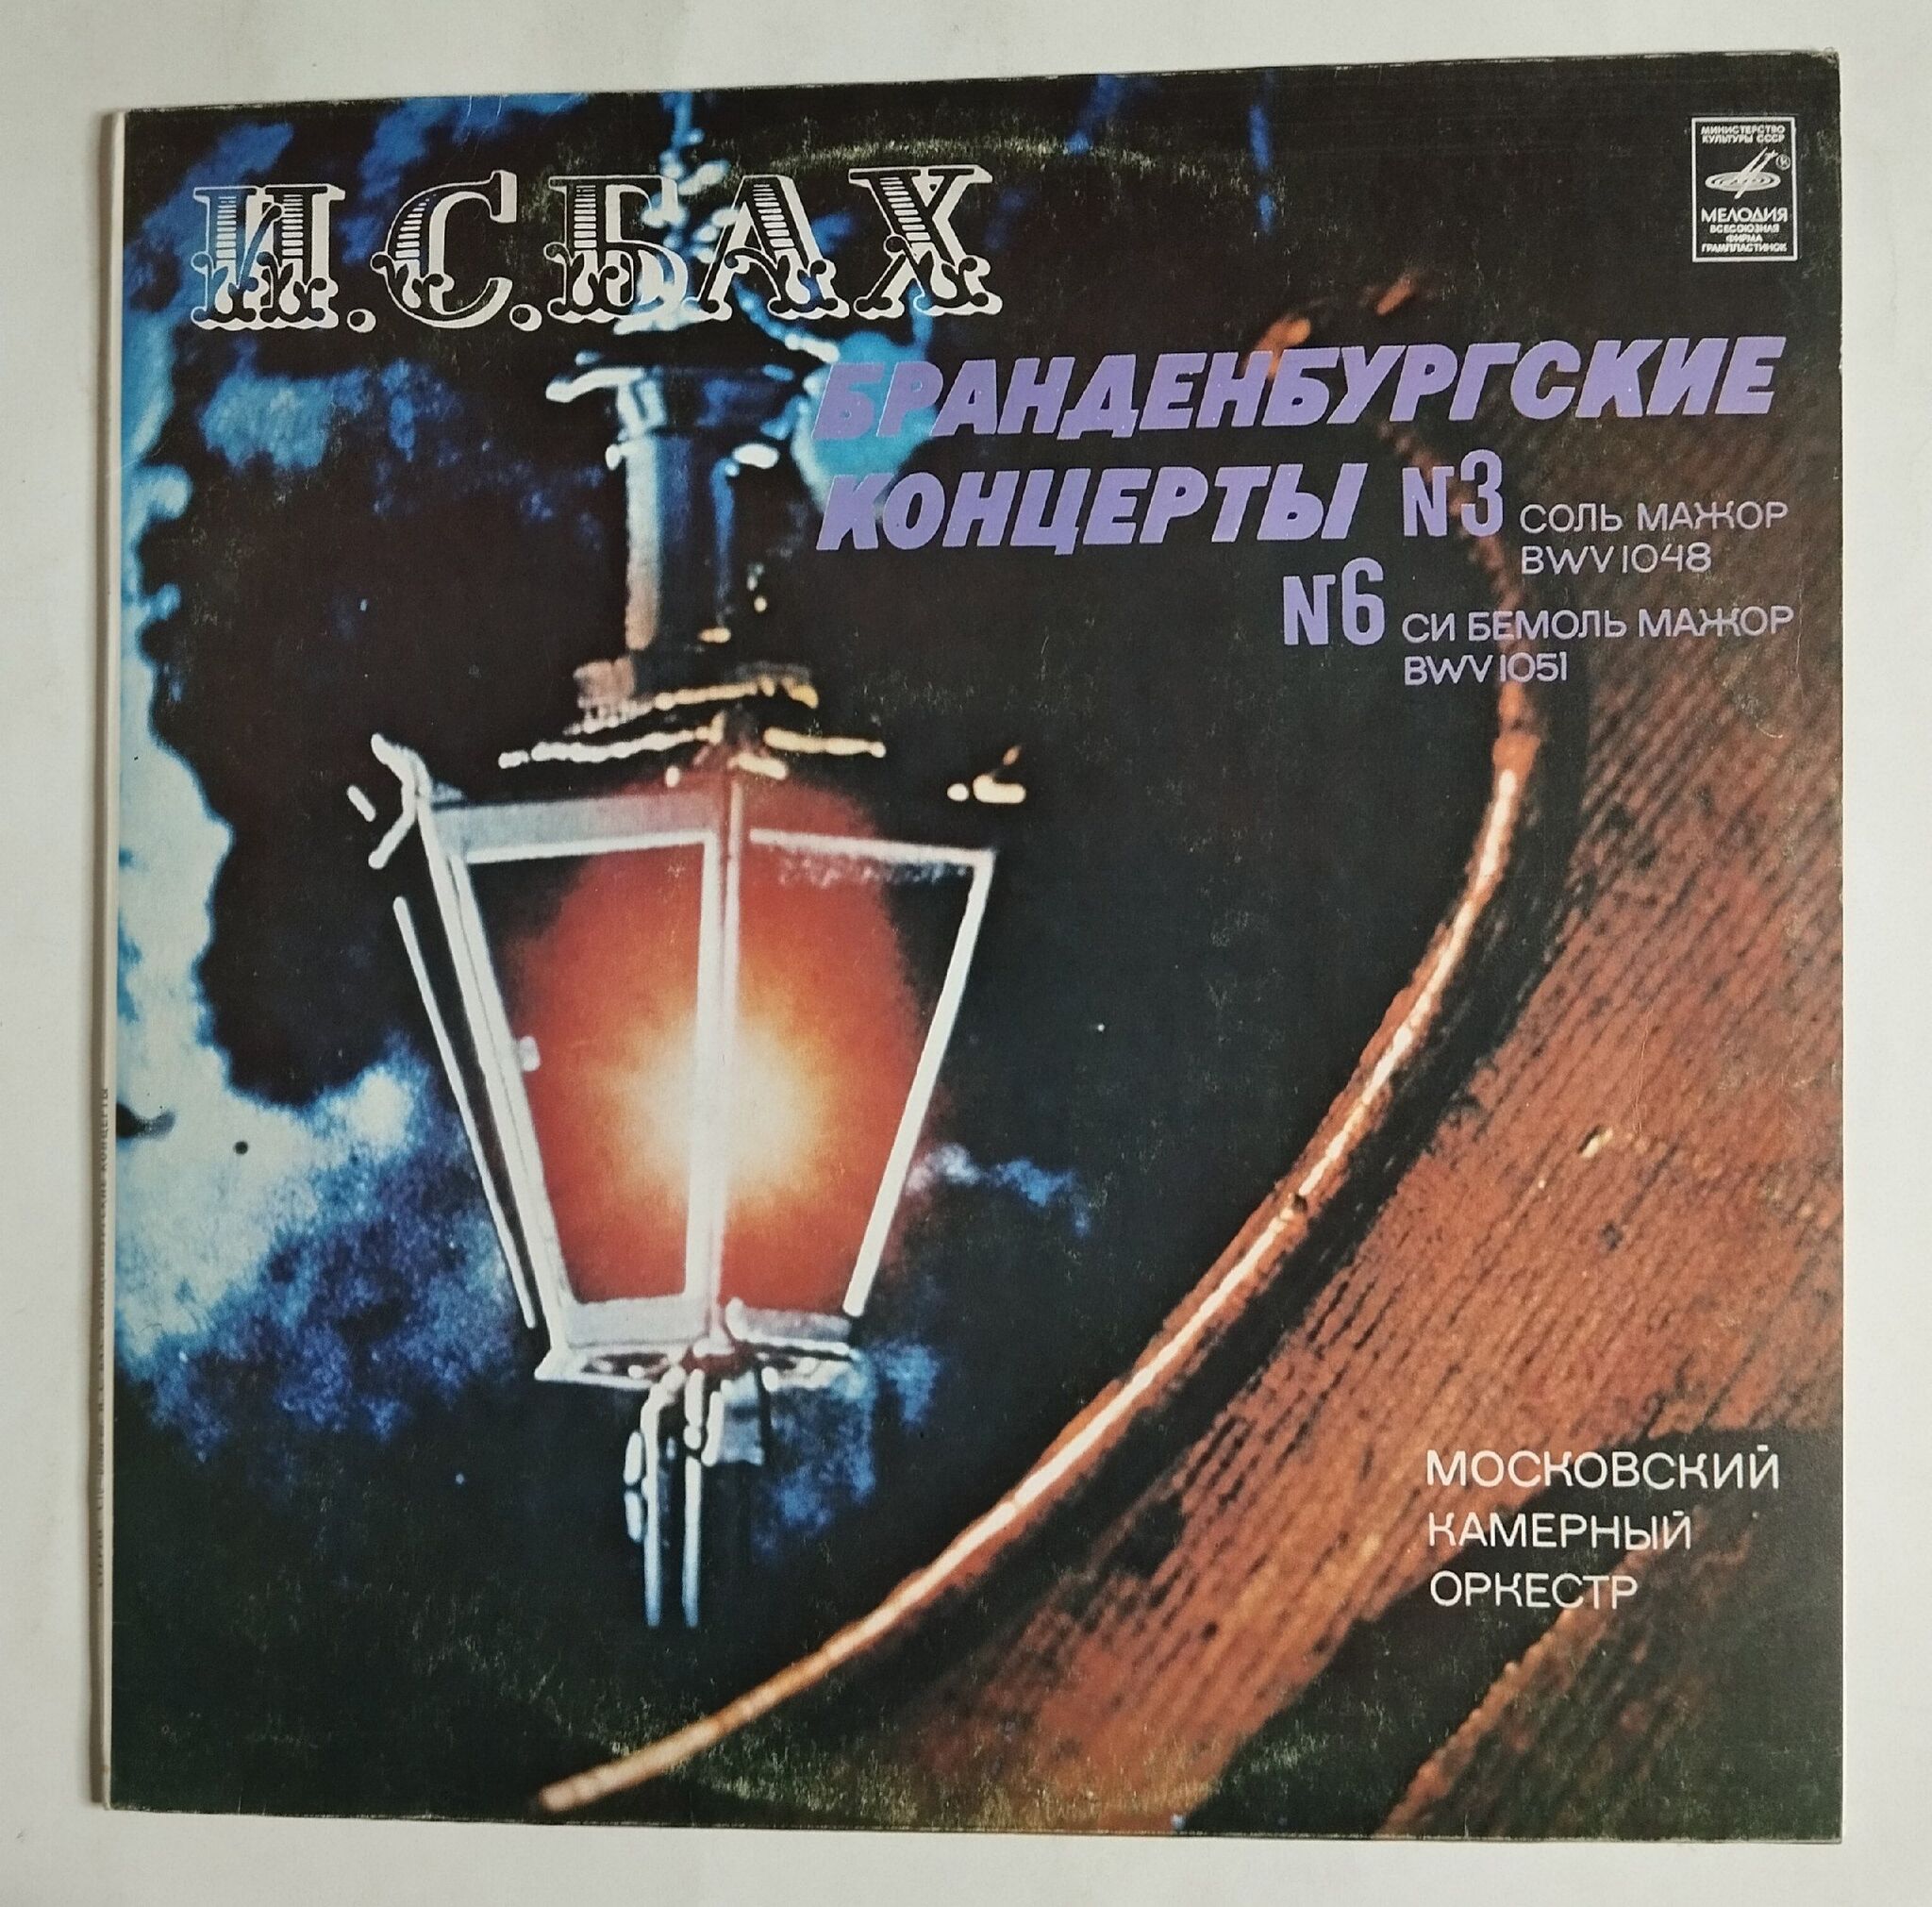 И.С.БАХ
МИНИСТЕРСТВО
КУЛЬТУРЫ СССР
МЕЛОДИЯ
ВСЕСОЮЗНАЯ
ФИРМА
ГРАМПЛАСТИНОК
БРАНДЕНБУРГСКИЕ
КОНЦЕРТЫ N3 СОЛЬ МАЖОР
BWV 1048
N6 СИ БЕМОЛЬ МАЖОР
BWV 1051
МОСКОВСКИЙ
КАМЕРНЫЙ
ОРКЕСТР